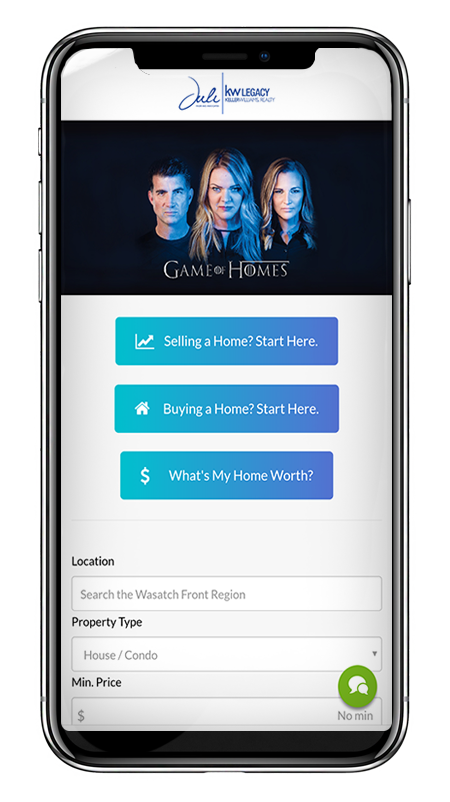 Juli
KW LEGACY
KELLERWILLIAMS. REALTY
GAME OF HOMES
Selling a Home? Start Here.
Buying a Home? Start Here.
$ What's My Home Worth?
Location
Search the Wasatch Front Region
Property Type
House / Condo
Min. Price
$ No min